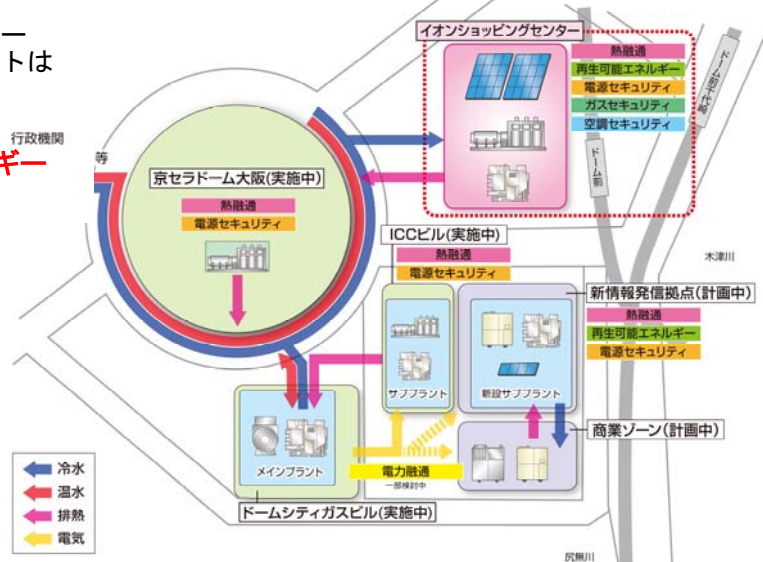 ー
トは
行政機関
等
ギー
イオンショッピングセンター
熱融通
再生可能エネルギー
電源セキュリティ
ガスセキュリティ
空調セキュリティ
ドーム前千代崎
ドーム前
京セラドーム大阪(実施中)
熱融通
電源セキュリティ
ICCビル(実施中)
熱融通
電源セキュリティ
木津川
新情報発信拠点(計画中)
熱融通
再生可能エネルギー
電源セキュリティ
サブプラント
新設サブプラント
商業ゾーン(計画中)
メインプラント
電力融通
一部検討中
ドームシティガスビル(実施中)
冷水
温水
排熱
電気
尻無川